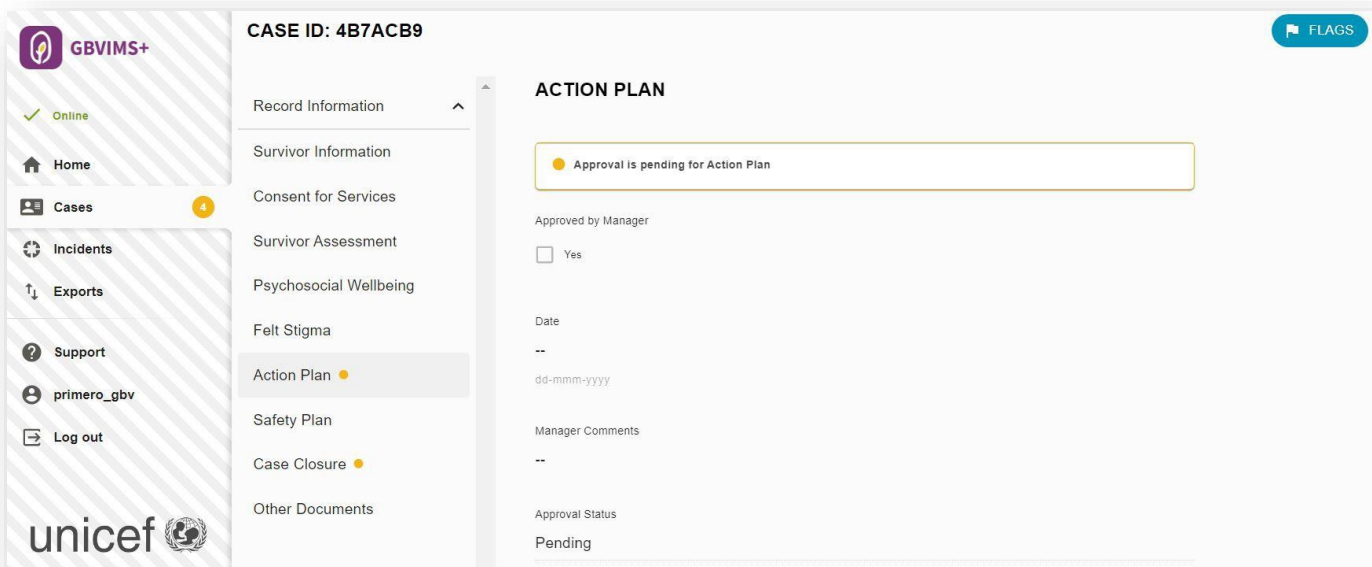 GBVIMS+
Online
Home
Cases
4
Incidents
Exports
Support
primero_gbv
Log out
unicef
CASE ID: 4B7ACB9
FLAGS
Record Information
Survivor Information
Consent for Services
Survivor Assessment
Psychosocial Wellbeing
Felt Stigma
Action Plan
Safety Plan
Case Closure
Other Documents
ACTION PLAN
Approval is pending for Action Plan
Approved by Manager
Yes
Date
--
dd-mmm-yyyy
Manager Comments
--
Approval Status
Pending